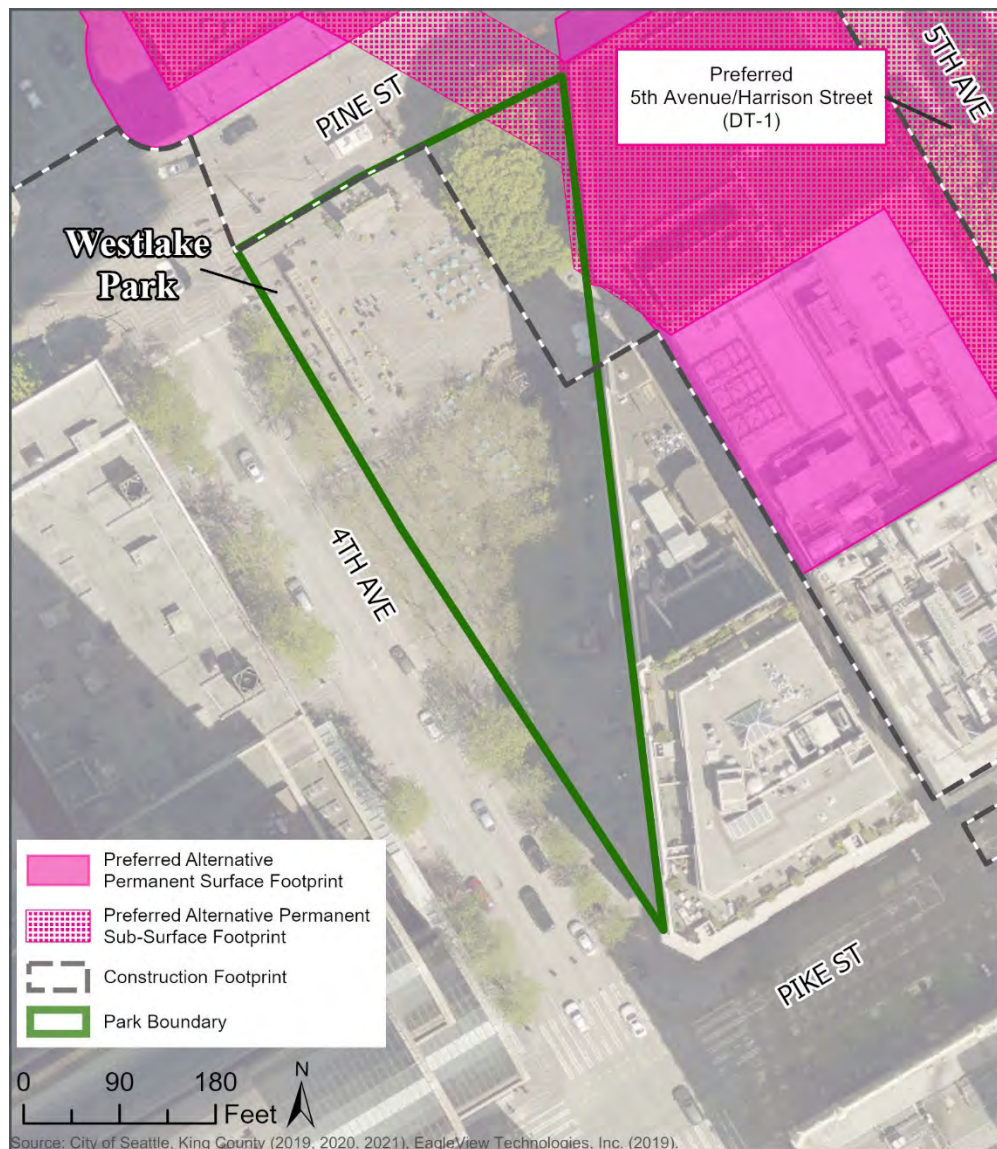 PINE ST
5TH AVE
Preferred
5th Avenue/Harrison Street
(DT-1)
Westlake
Park
4TH AVE
PIKE ST
Preferred Alternative
Permanent Surface Footprint
Preferred Alternative Permanent
Sub-Surface Footprint
Construction Footprint
Park Boundary
0 90 180
Feet
N
Source: City of Seattle, King County (2019, 2020, 2021), EagleView Technologies, Inc. (2019).